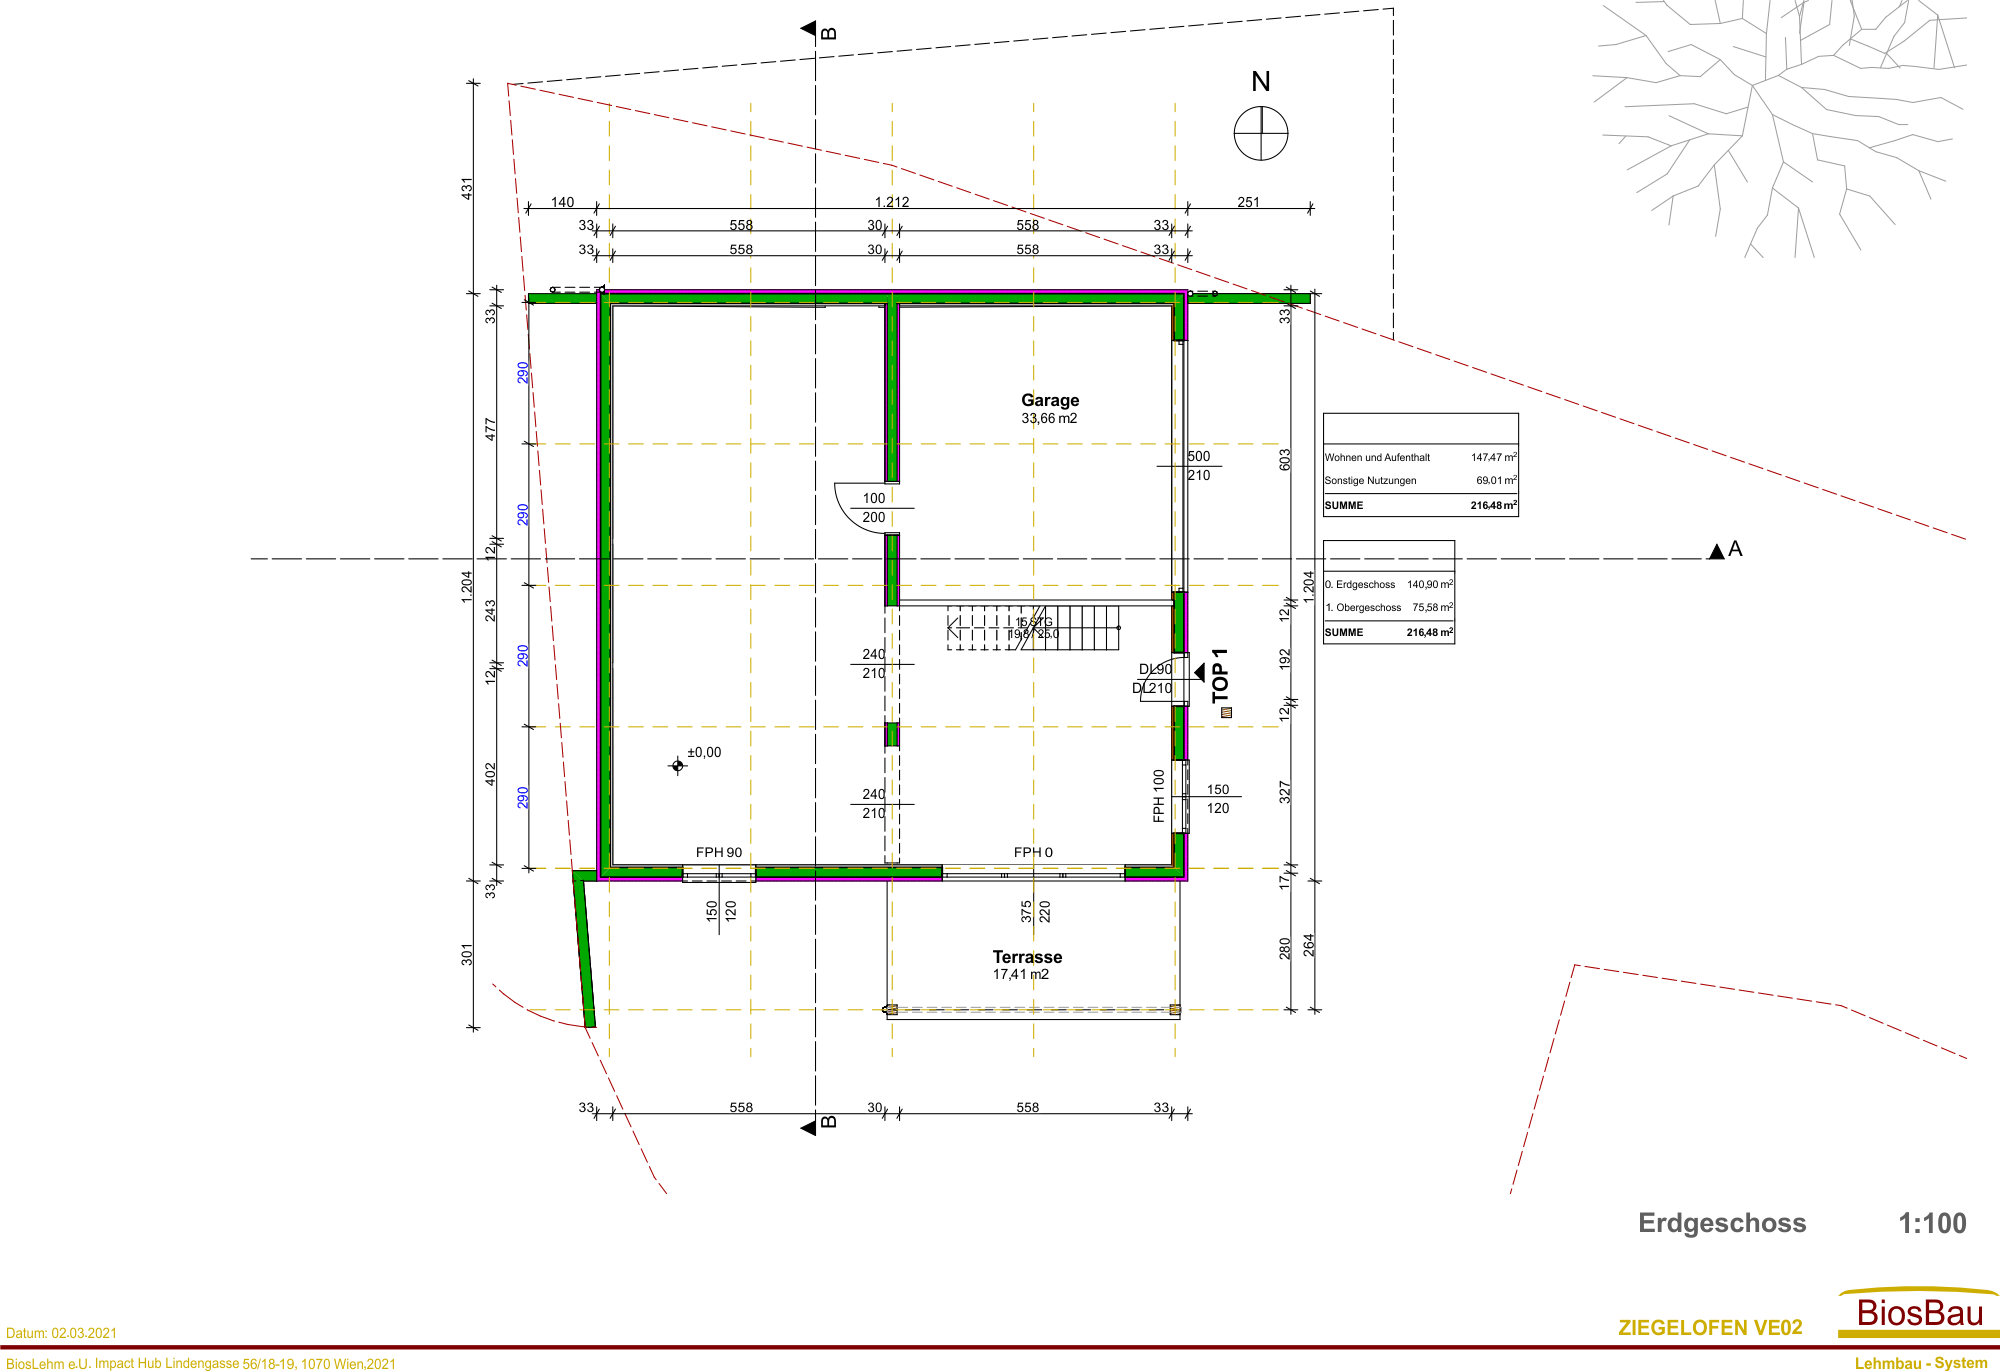 B
N
431
140
1.212
251
33
558
30
558
33
33
558
30
558
33
33
33
290
477
Garage
33,66 m2
500
210
603
Wohnen und Aufenthalt 147,47 m²
Sonstige Nutzungen 69,01 m²
SUMME 216,48 m²
100
200
290
12
A
1.204
243
1.204
12
0. Erdgeschoss 140,90 m²
1. Obergeschoss 75,58 m²
SUMME 216,48 m²
15 STG
19,8 / 25,0
290
12
240
210
DL90
DL210
TOP 1
192
12
±0,00
402
290
240
210
FPH 100
150
120
327
FPH 90
FPH 0
33
17
150
120
375
220
301
Terrasse
17,41 m2
280
264
33
558
30
558
33
B
Erdgeschoss 1:100
BiosBau
ZIEGELOFEN VE02
Datum: 02.03.2021
BiosLehm e.U. Impact Hub Lindengasse 56/18-19, 1070 Wien,2021
Lehmbau - System